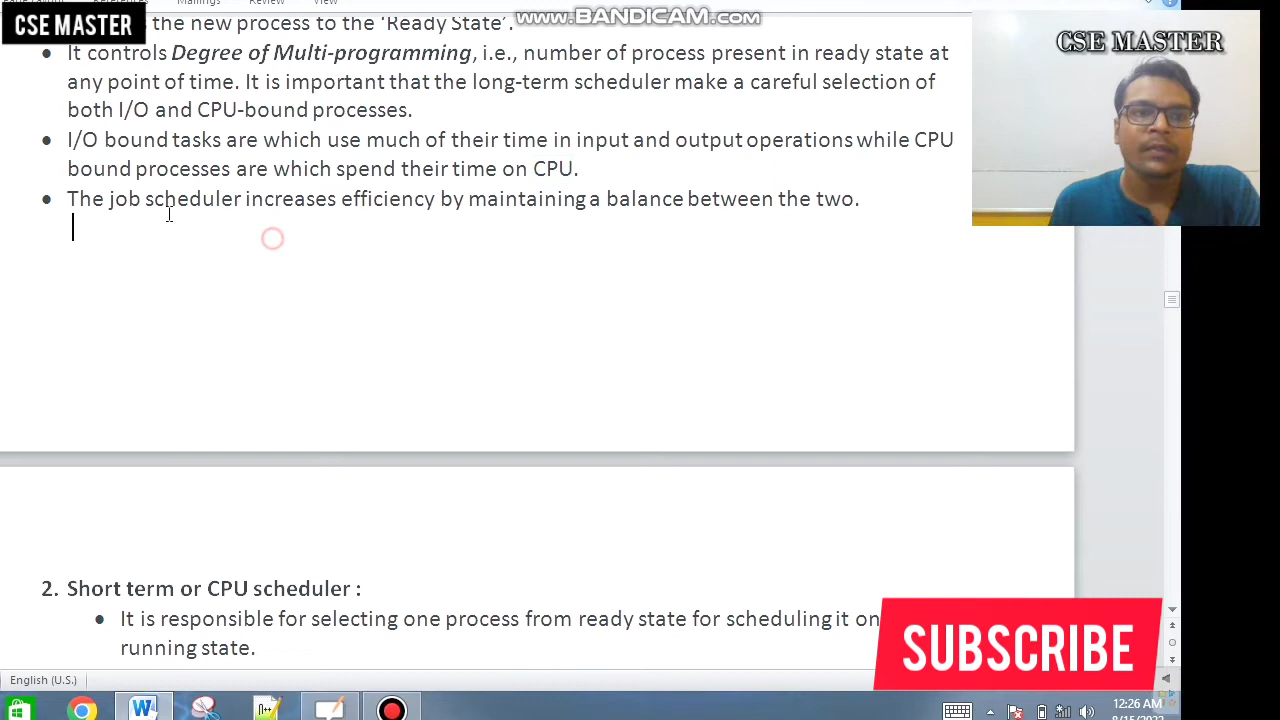 Mailings Review View
www.BANDICAM.com
CSE MASTER
CSE MASTER
the new process to the ‘Ready State’.
• It controls Degree of Multi-programming, i.e., number of process present in ready state at
any point of time. It is important that the long-term scheduler make a careful selection of
both I/O and CPU-bound processes.
• I/O bound tasks are which use much of their time in input and output operations while CPU
bound processes are which spend their time on CPU.
• The job scheduler increases efficiency by maintaining a balance between the two.
2. Short term or CPU scheduler :
• It is responsible for selecting one process from ready state for scheduling it on
running state.
SUBSCRIBE
English (U.S.)
12:26 AM